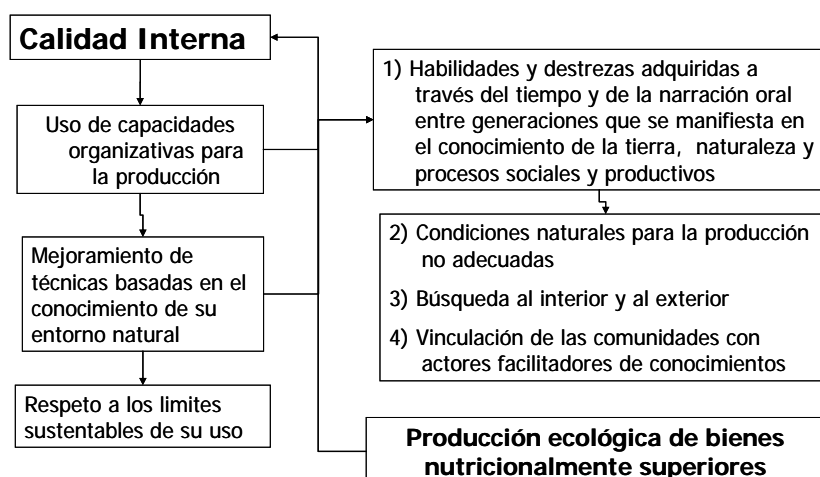 Calidad Interna
Uso de capacidades
organizativas para
la producción
Mejoramiento de
técnicas basadas en el
conocimiento de su
entorno natural
Respeto a los limites
sustentables de su uso
1) Habilidades y destrezas adquiridas a
través del tiempo y de la narración oral
entre generaciones que se manifiesta en
el conocimiento de la tierra, naturaleza y
procesos sociales y productivos
2) Condiciones naturales para la producción
no adecuadas
3) Búsqueda al interior y al exterior
4) Vinculación de las comunidades con
actores facilitadores de conocimientos
Producción ecológica de bienes
nutricionalmente superiores